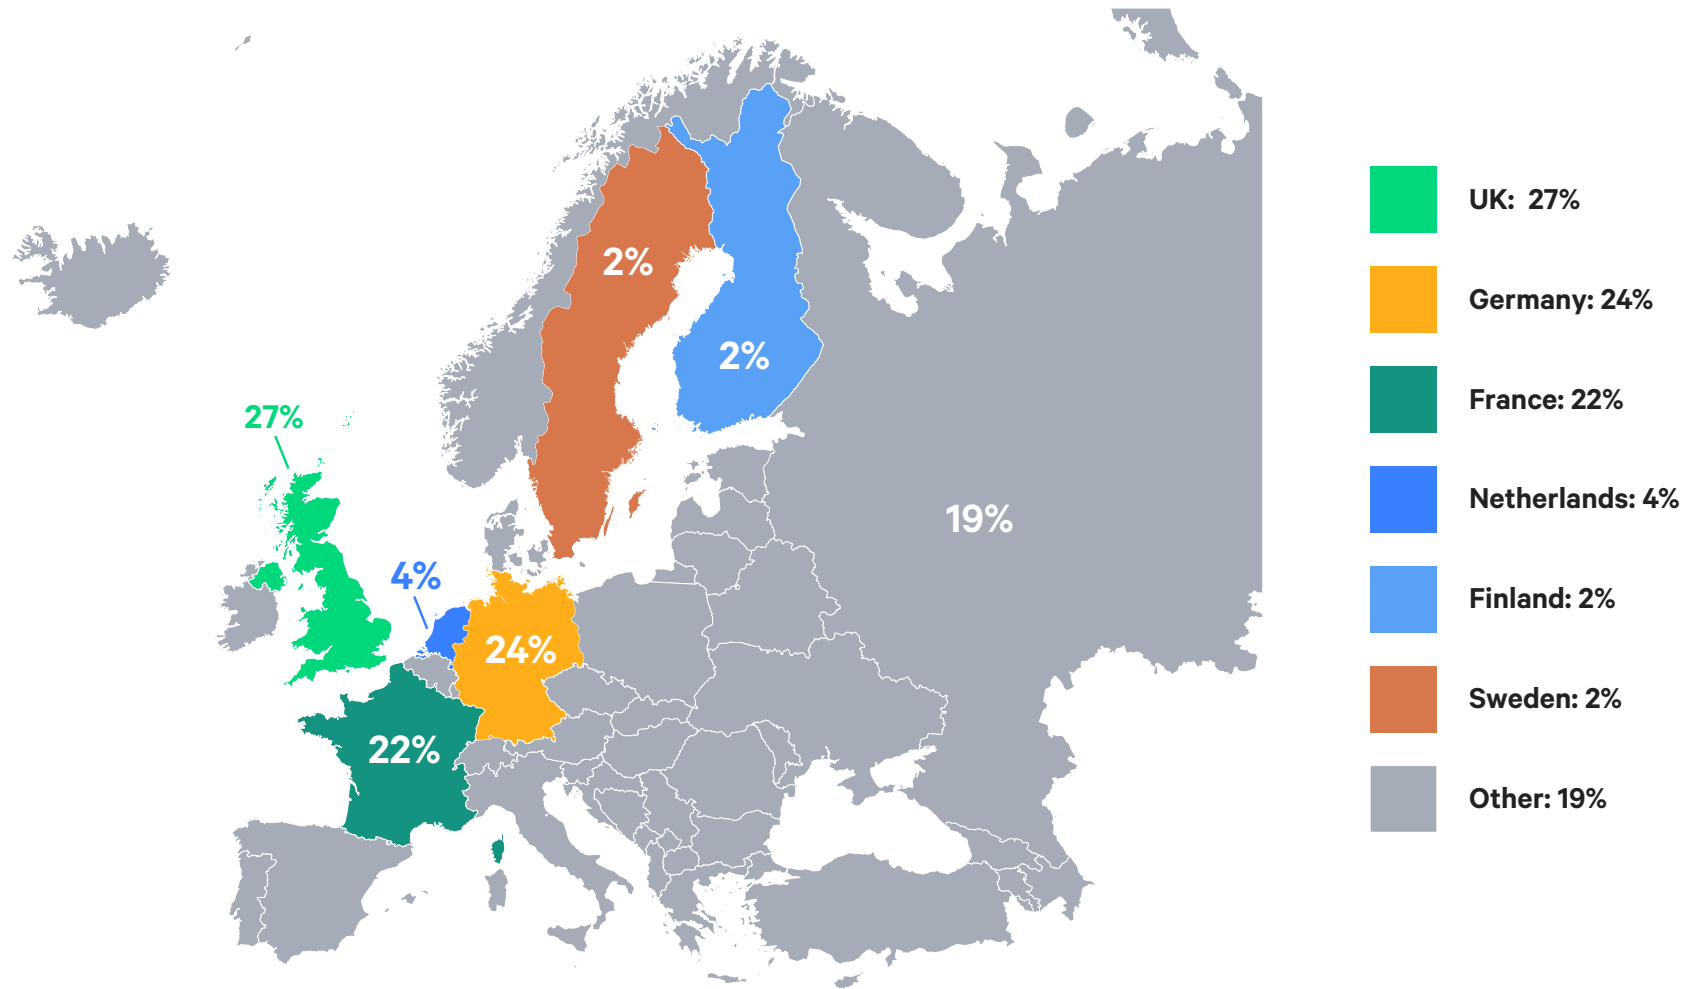 2%
2%
27%
19%
4%
24%
22%
UK: 27%
Germany: 24%
France: 22%
Netherlands: 4%
Finland: 2%
Sweden: 2%
Other: 19%